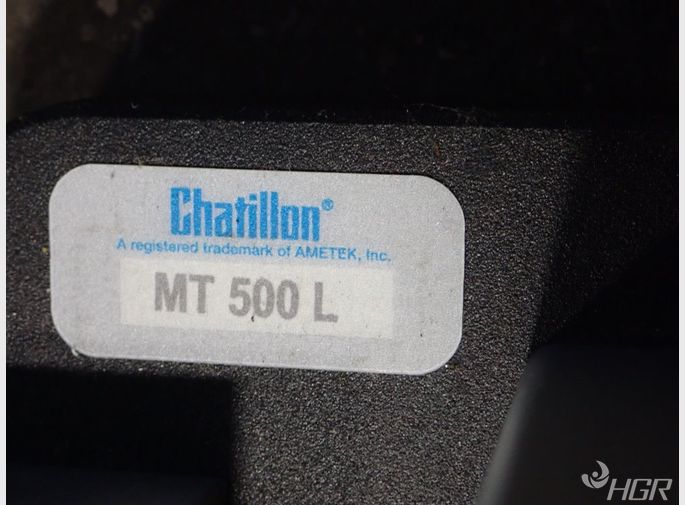 Chatillon®
A registered trademark of AMETEK, Inc.
MT 500 L
HGR